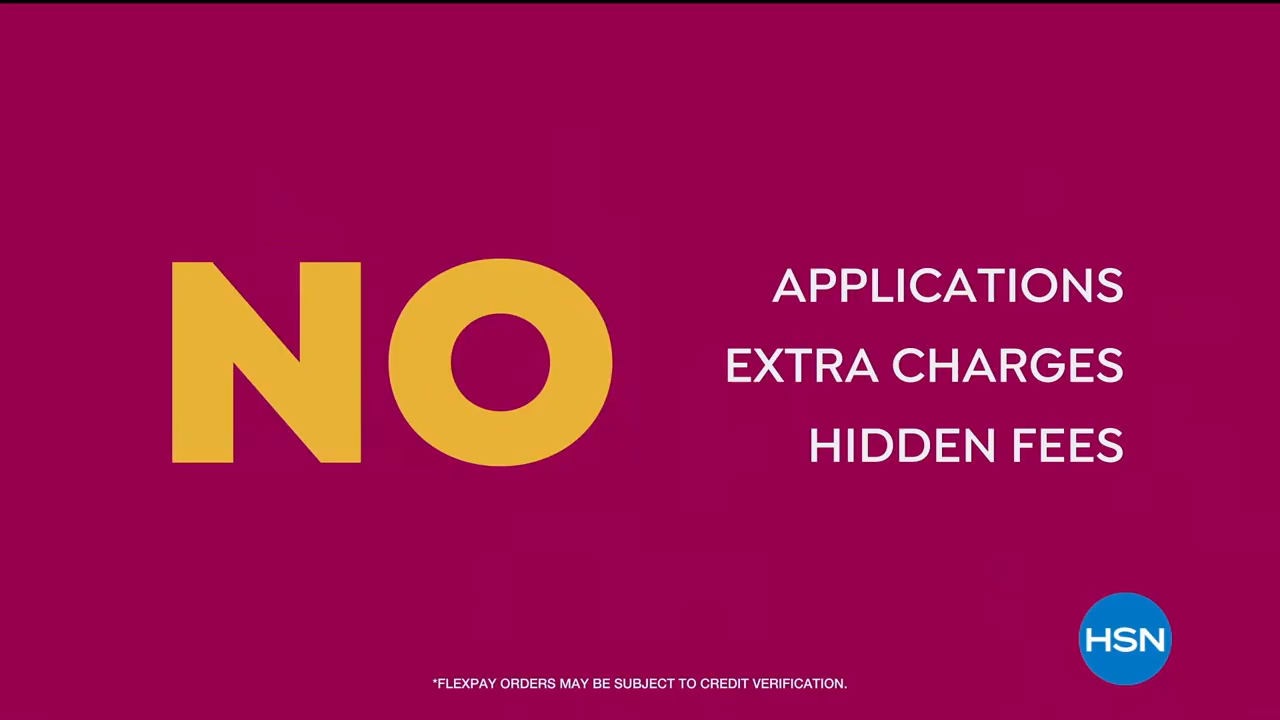 NO
APPLICATIONS
EXTRA CHARGES
HIDDEN FEES
HSN
*FLEXPAY ORDERS MAY BE SUBJECT TO CREDIT VERIFICATION.